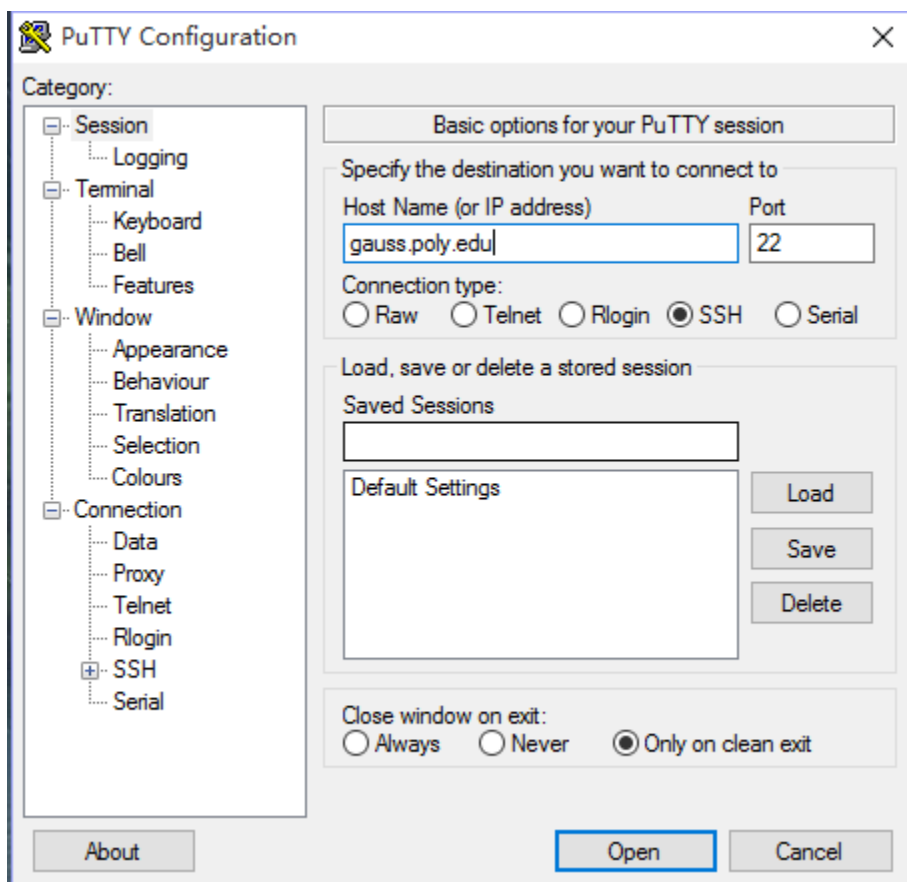 PuTTY Configuration
Category:
Session
Logging
Terminal
Keyboard
Bell
Features
Window
Appearance
Behaviour
Translation
Selection
Colours
Connection
Data
Proxy
Telnet
Rlogin
SSH
Serial
Basic options for your PuTTY session
Specify the destination you want to connect to
Host Name (or IP address) Port
gauss.poly.edu 22
Connection type:
Raw Telnet Rlogin SSH Serial
Load, save or delete a stored session
Saved Sessions
Default Settings
Load
Save
Delete
Close window on exit:
Always Never Only on clean exit
About Open Cancel